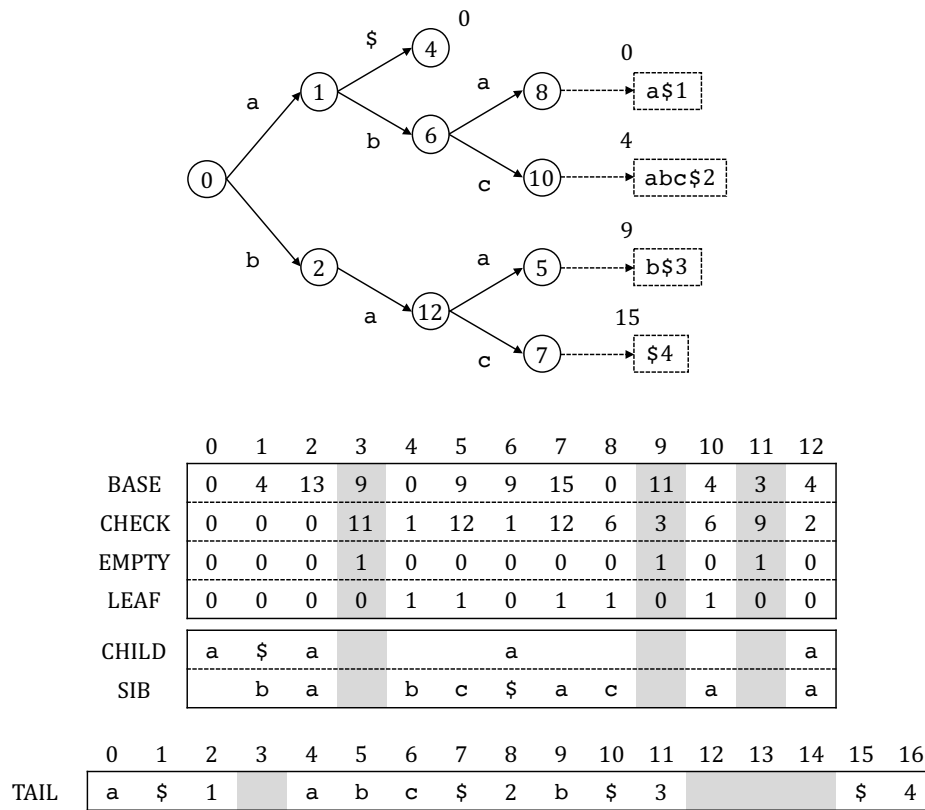 0
$ 4
0
a 1 a 8 a$1
b 6
4
0 c 10 abc$2
9
b 2 a 5 b$3
a 12
15
c 7 $4
0 1 2 3 4 5 6 7 8 9 10 11 12
BASE 0 4 13 9 0 9 9 15 0 11 4 3 4
CHECK 0 0 0 11 1 12 1 12 6 3 6 9 2
EMPTY 0 0 0 1 0 0 0 0 0 1 0 1 0
LEAF 0 0 0 0 1 1 0 1 1 0 1 0 0
CHILD a $ a a a
SIB b a b c $ a c a a
0 1 2 3 4 5 6 7 8 9 10 11 12 13 14 15 16
TAIL a $ 1 a b c $ 2 b $ 3 $ 4